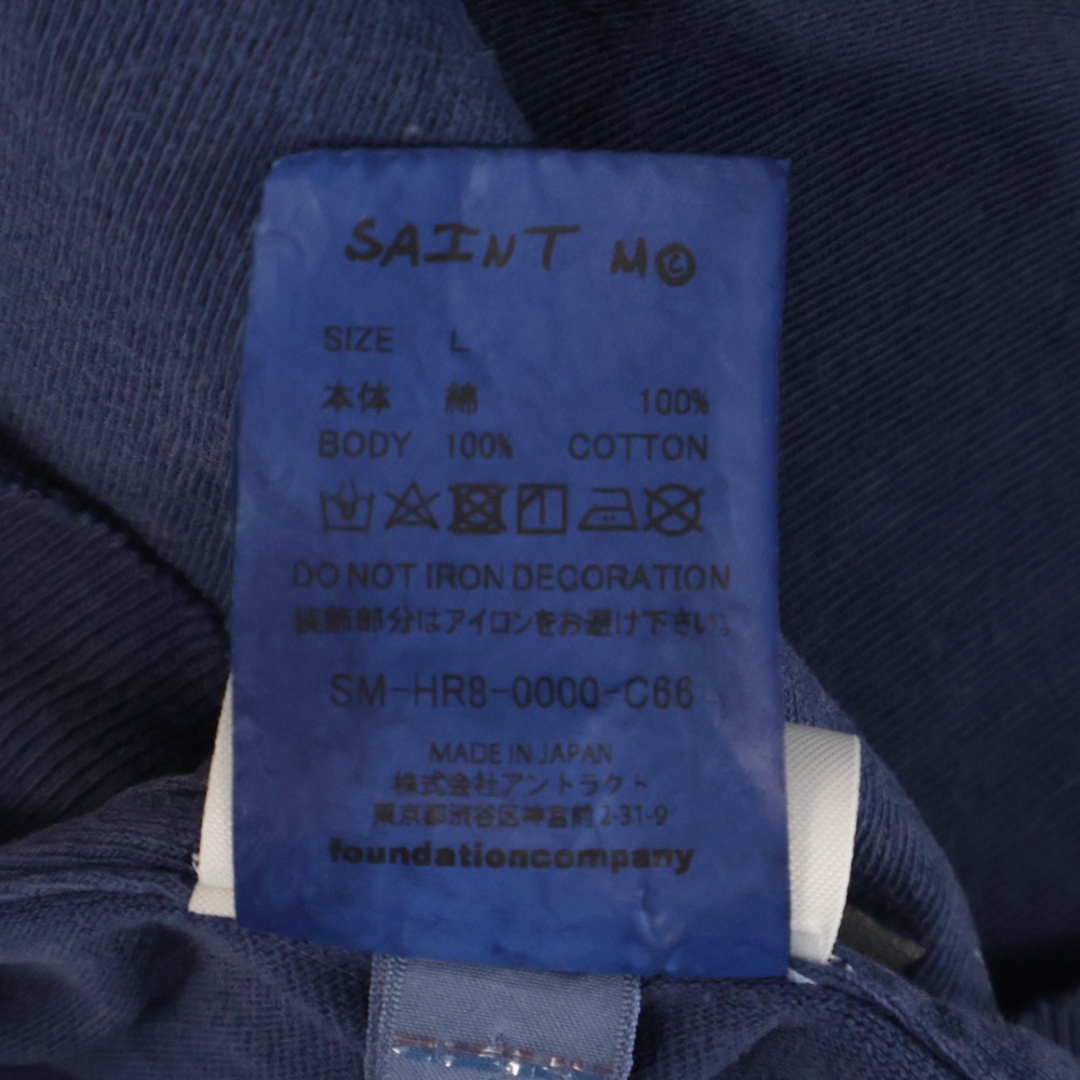 SAINT M©
SIZE L
本体 綿 100%
BODY 100% COTTON
DO NOT IRON DECORATION
装飾部分はアイロンをお避け下さい。
SM-HR8-0000-C66
MADE IN JAPAN
株式会社アントラクト
東京都渋谷区神宮前2-31-9
foundationcompany